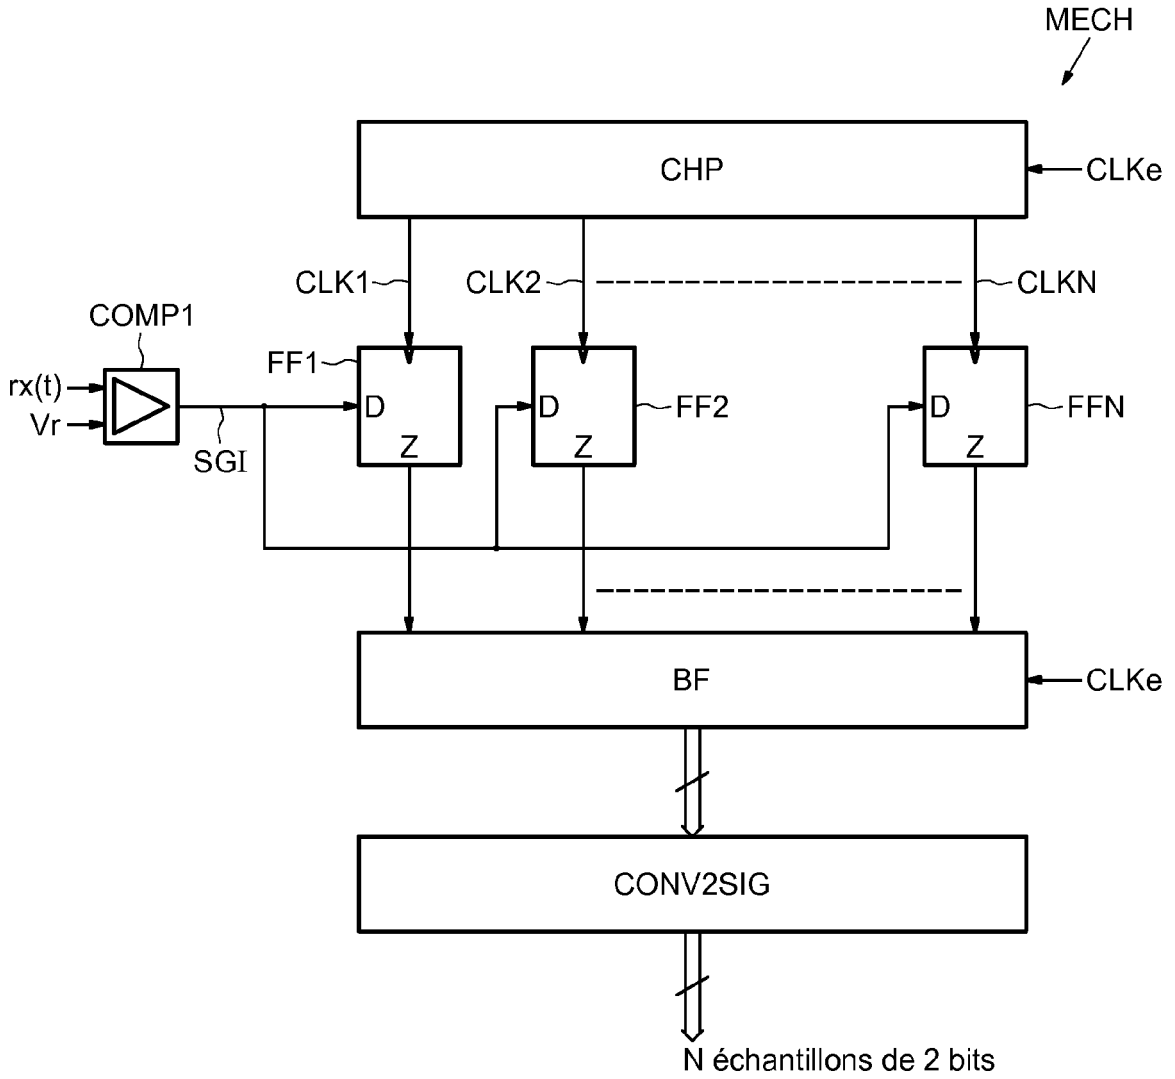 MECH
CHP
CLKe
CLK1
CLK2
CLKN
COMP1
rx(t)
Vr
SGI
FF1
D
Z
D
Z
FF2
D
Z
FFN
BF
CLKe
CONV2SIG
N échantillons de 2 bits